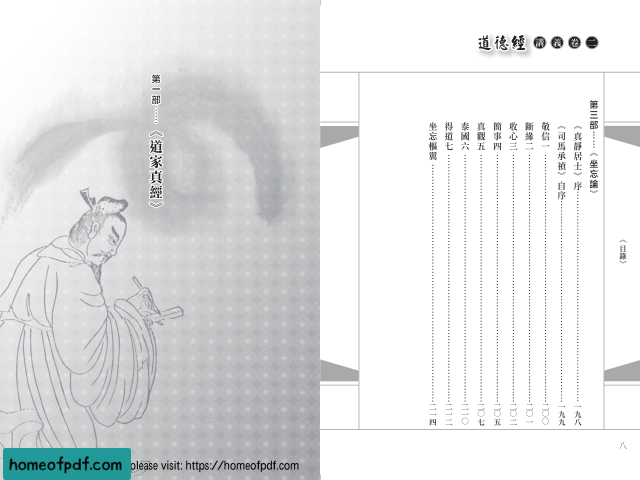 道德經 講義卷二
第三部……《坐忘論》
《真靜居士》序……一九八
《司馬承禎》自序……一九九
敬信一……二〇〇
斷緣二……二〇一
收心三……二〇二
簡事四……二〇五
真觀五……二〇七
泰國六……二一〇
得道七……二一二
坐忘樞翼……二一四
《目錄》
八
第一部……《道家真經》
homeofpdf.com
please visit: https://homeofpdf.com